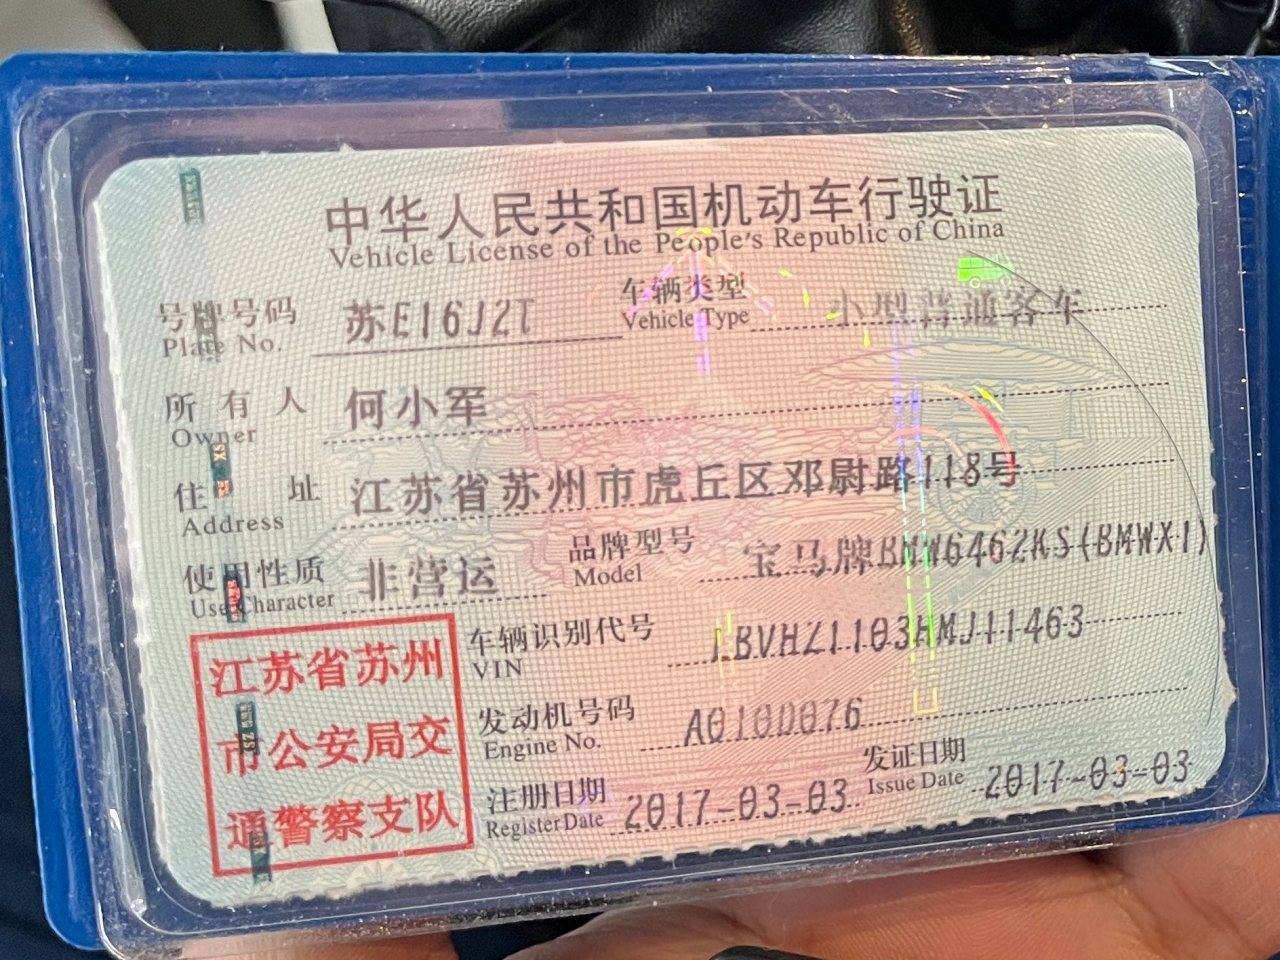 中华人民共和国机动车行驶证
Vehicle License of the People's Republic of China
号牌号码 苏E16J2T 车辆类型 小型普通客车
Plate No. Vehicle Type
所有人 何小军
Owner
住址 江苏省苏州市虎丘区邓尉路118号
Address
使用性质 非营运 品牌型号 宝马牌BMW6462KS(BMWX1)
Use Character Model
江苏省苏州
市公安局交
通警察支队
车辆识别代号 LBVHZ1103HMJ11463
VIN
发动机号码 A010D076
Engine No.
注册日期 2017-03-03 发证日期 2017-03-03
Register Date Issue Date